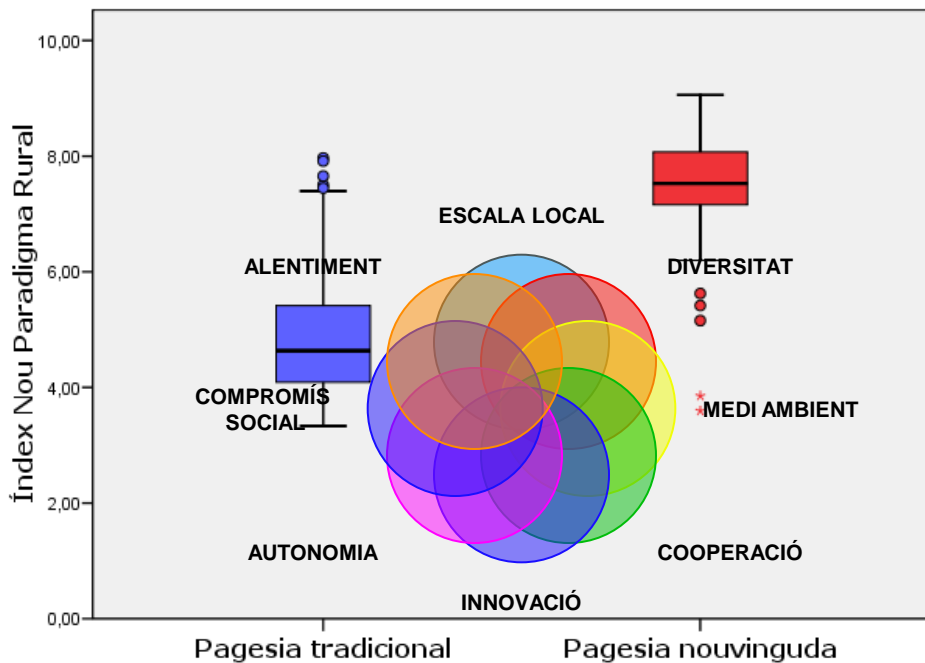 10,00
8,00
6,00
4,00
2,00
0,00
Índex Nou Paradigma Rural
ESCALA LOCAL
ALENTIMENT
DIVERSITAT
COMPROMÍS
SOCIAL
MEDI AMBIENT
AUTONOMIA
COOPERACIÓ
INNOVACIÓ
Pagesia tradicional
Pagesia nouvinguda